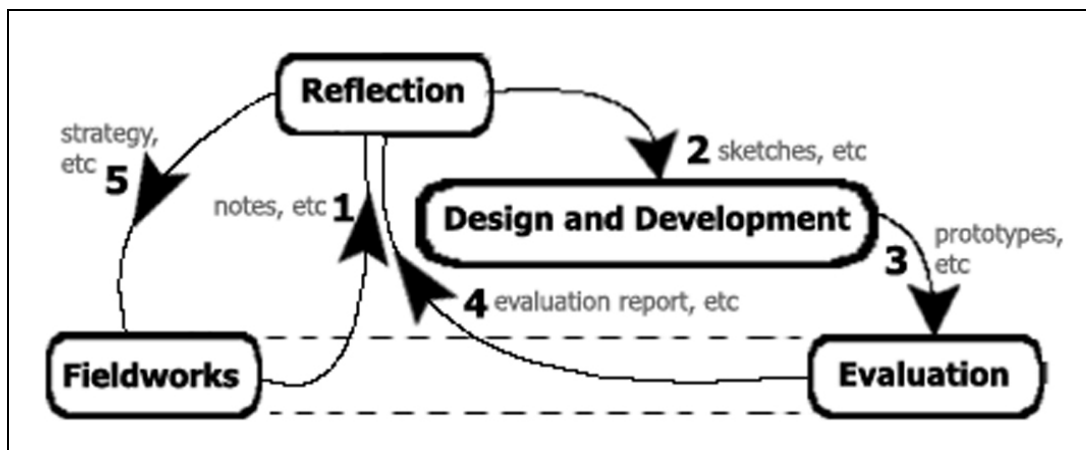 Reflection
strategy,
etc
5
notes, etc 1
2 sketches, etc
Design and Development
prototypes,
etc
3
4 evaluation report, etc
Fieldworks
Evaluation